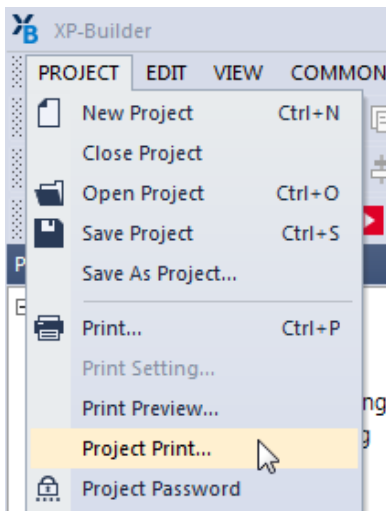 XP-Builder
PROJECT EDIT VIEW COMMON
New Project Ctrl+N
Close Project
Open Project Ctrl+O
Save Project Ctrl+S
Save As Project...
Print... Ctrl+P
Print Setting...
Print Preview...
Project Print...
Project Password